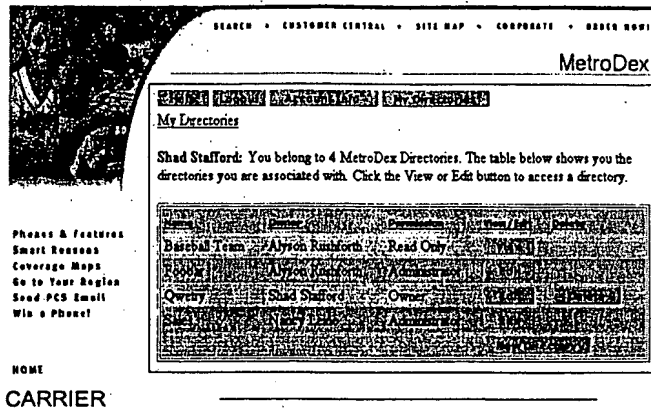 SEARCH • CUSTOMER CENTRAL • SITE MAP • CORPORATE • ORDER NOW!
MetroDex
My Directories
Shad Stafford: You belong to 4 MetroDex Directories. The table below shows you the
directories you are associated with. Click the View or Edit button to access a directory.
Phones & Features
Smart Reasons
Coverage Maps
Go to Your Region
Send PCS Email
Win a Phone!
Baseball Team Alyson Rushforth Read Only
Alyson Rushforth Administrator
Qwerty Shad Stafford Owner
Administrator
HOME
CARRIER